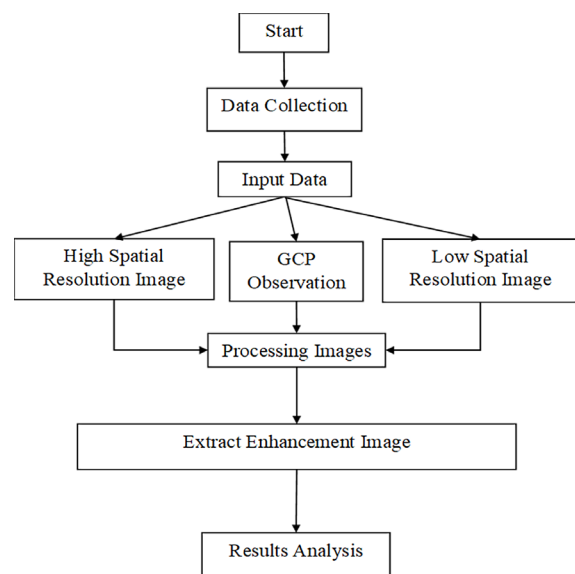 Start
Data Collection
Input Data
High Spatial
Resolution Image
GCP
Observation
Low Spatial
Resolution Image
Processing Images
Extract Enhancement Image
Results Analysis